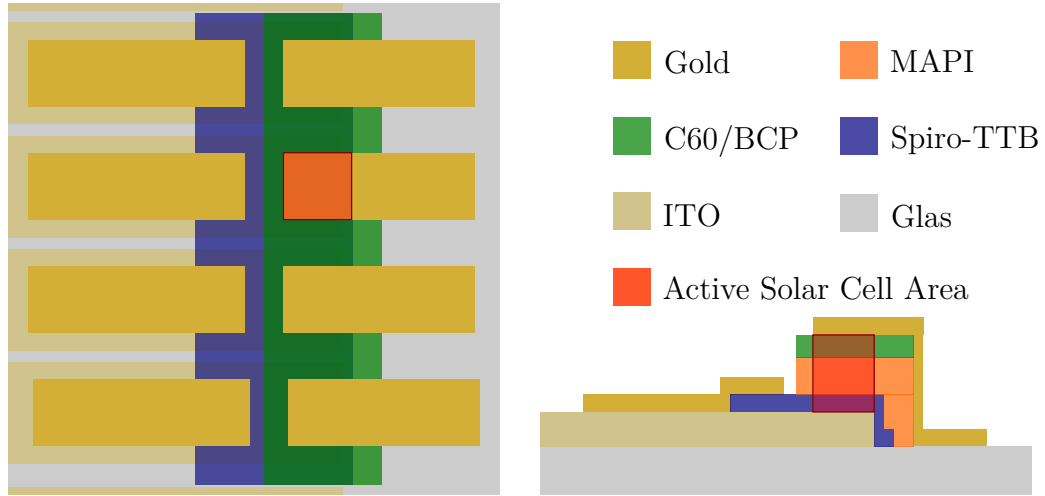 Gold
MAPI
C60/BCP
Spiro-TTB
ITO
Glas
Active Solar Cell Area